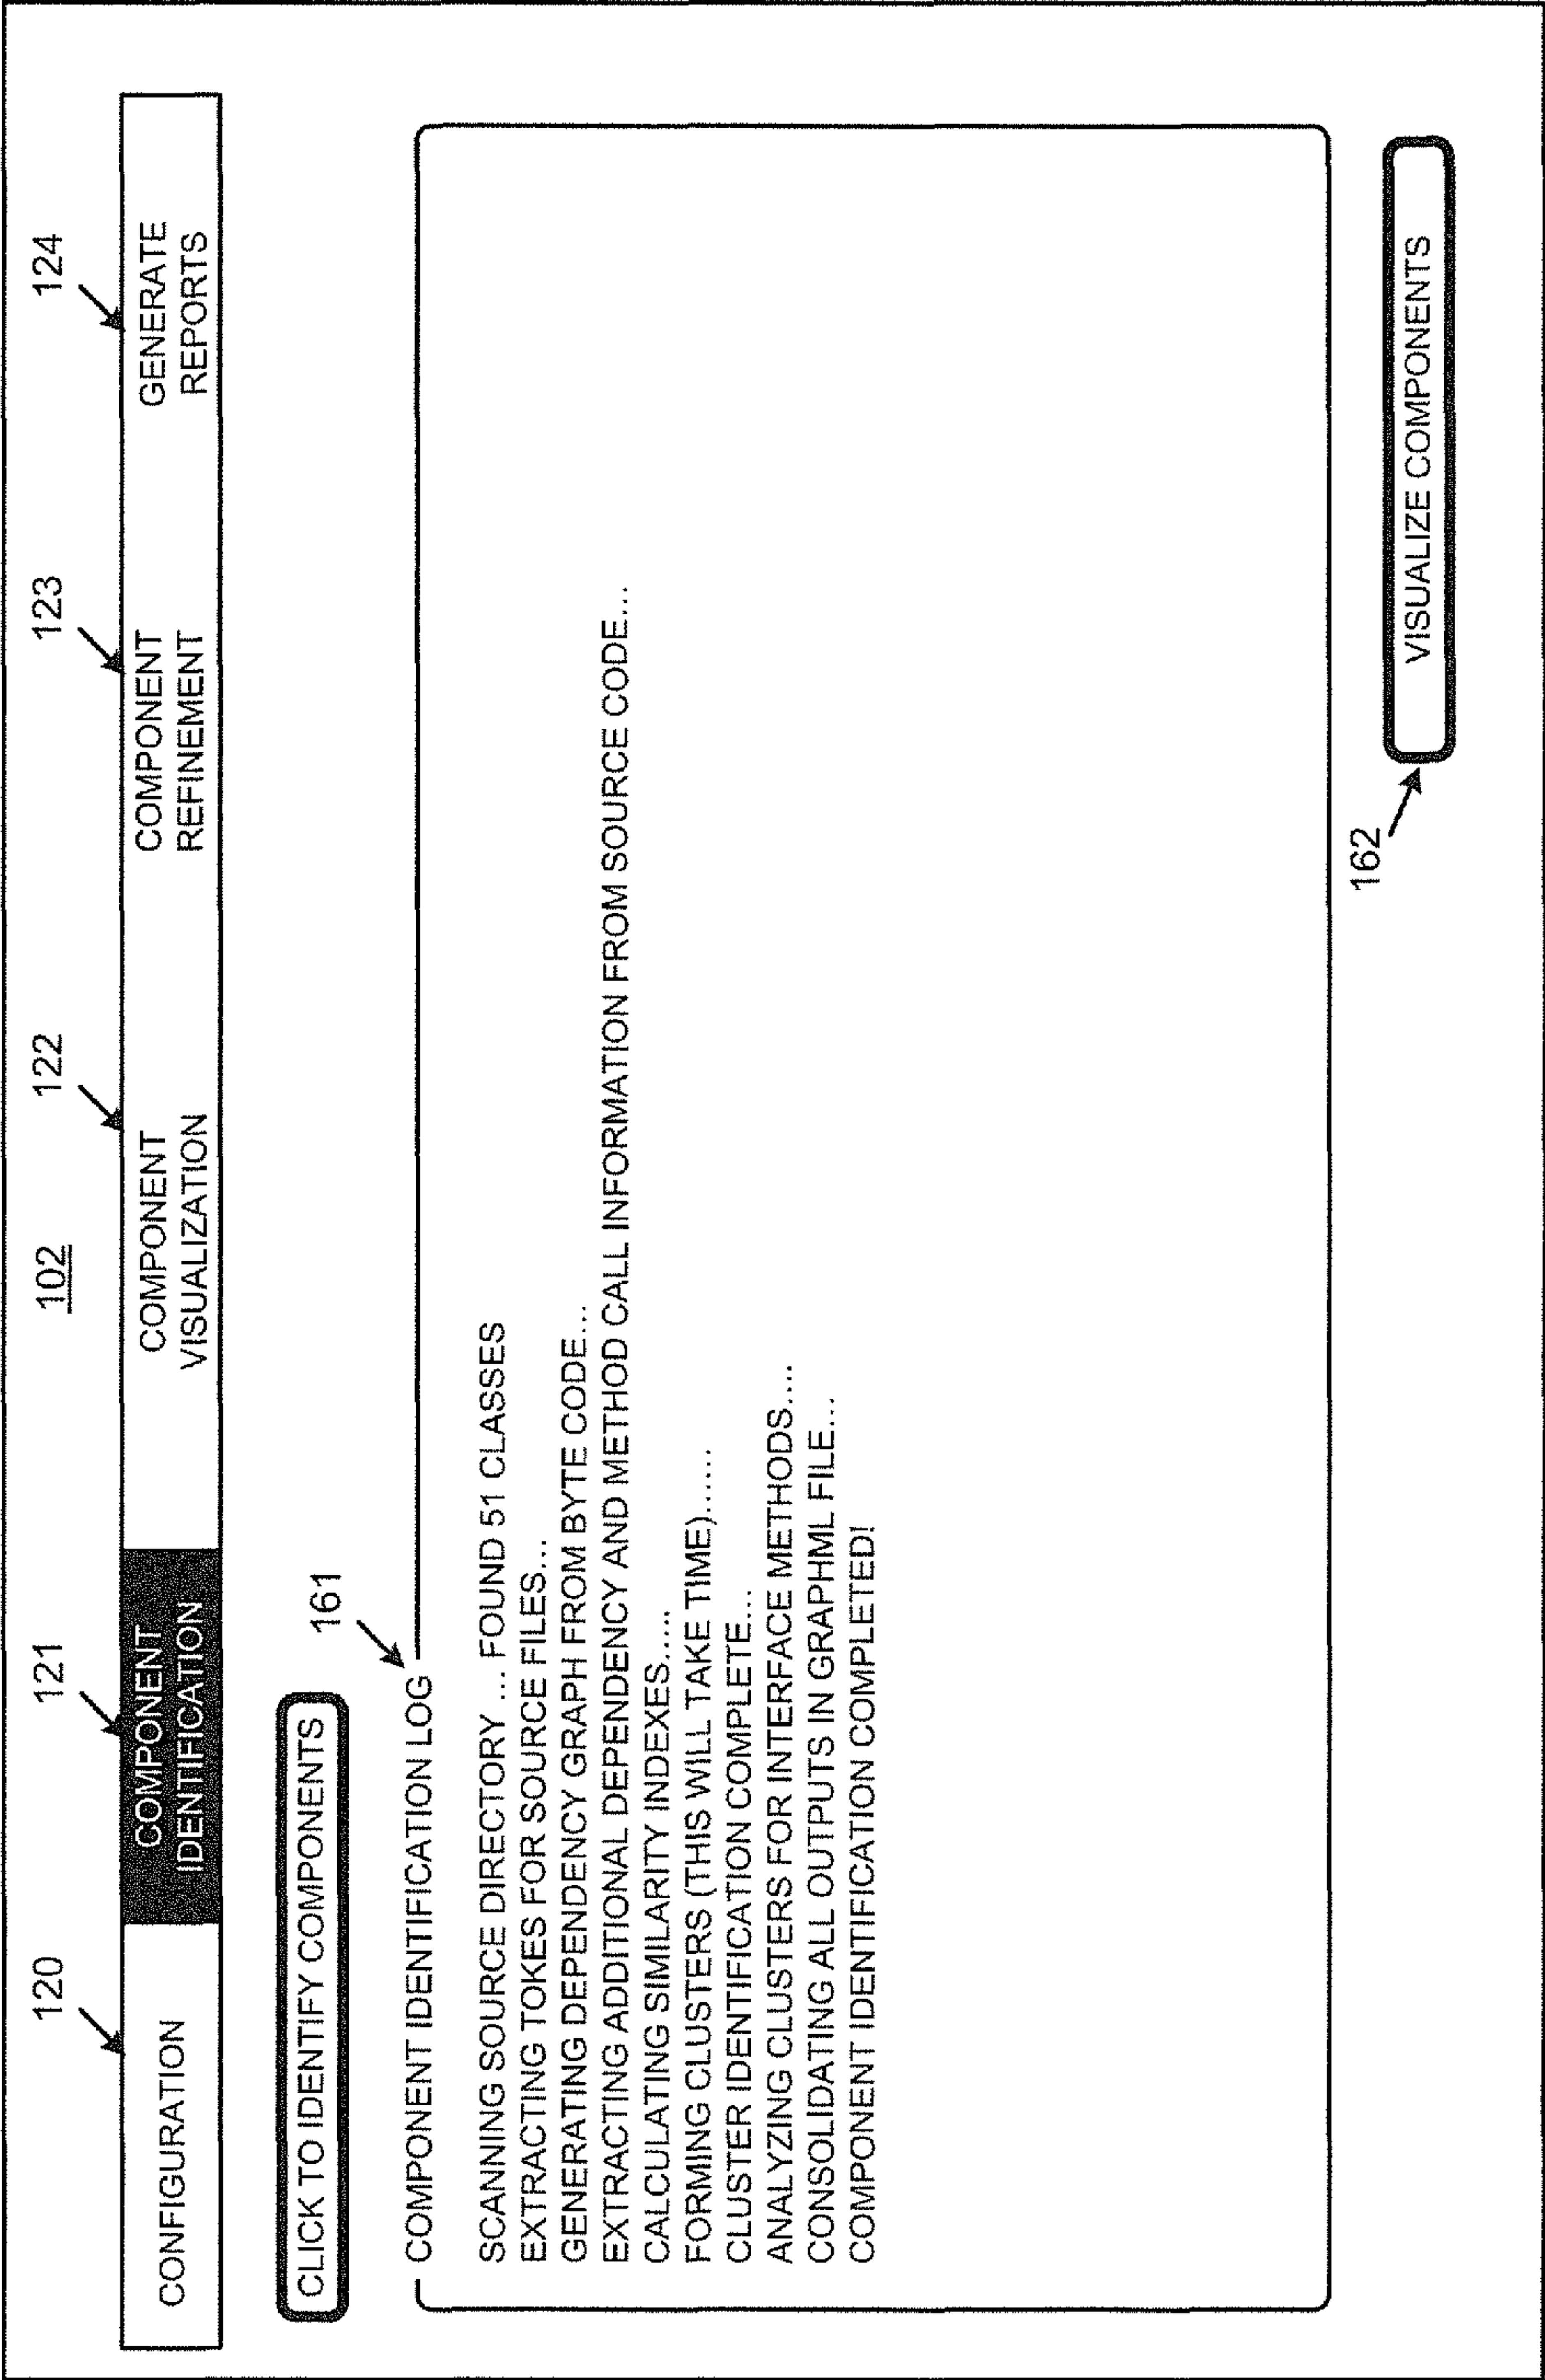 102
120
121
122
123
124
CONFIGURATION
COMPONENT
IDENTIFICATION
COMPONENT
VISUALIZATION
COMPONENT
REFINEMENT
GENERATE
REPORTS
CLICK TO IDENTIFY COMPONENTS
161
COMPONENT IDENTIFICATION LOG
SCANNING SOURCE DIRECTORY ... FOUND 51 CLASSES
EXTRACTING TOKES FOR SOURCE FILES...
GENERATING DEPENDENCY GRAPH FROM BYTE CODE...
EXTRACTING ADDITIONAL DEPENDENCY AND METHOD CALL INFORMATION FROM SOURCE CODE...
CALCULATING SIMILARITY INDEXES.....
FORMING CLUSTERS (THIS WILL TAKE TIME)......
CLUSTER IDENTIFICATION COMPLETE...
ANALYZING CLUSTERS FOR INTERFACE METHODS....
CONSOLIDATING ALL OUTPUTS IN GRAPHML FILE...
COMPONENT IDENTIFICATION COMPLETED!
162
VISUALIZE COMPONENTS